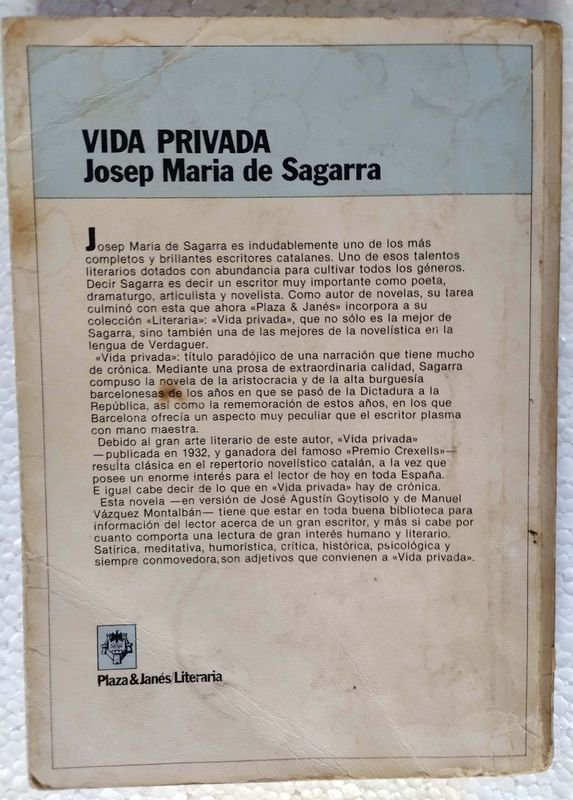 VIDA PRIVADA
Josep Maria de Sagarra
Josep Maria de Sagarra es indudablemente uno de los más
completos y brillantes escritores catalanes. Uno de esos talentos
literarios dotados con abundancia para cultivar todos los géneros.
Decir Sagarra es decir un escritor muy importante como poeta,
dramaturgo, articulista y novelista. Como autor de novelas, su tarea
culminó con esta que ahora «Plaza & Janés» incorpora a su
colección «Literaria»: «Vida privada», que no sólo es la mejor de
Sagarra, sino también una de las mejores de la novelística en la
lengua de Verdaguer.
«Vida privada»: título paradójico de una narración que tiene mucho
de crónica. Mediante una prosa de extraordinaria calidad, Sagarra
compuso la novela de la aristocracia y de la alta burguesía
barcelonesas de los años en que se pasó de la Dictadura a la
República, así como la rememoración de estos años, en los que
Barcelona ofrecía un aspecto muy peculiar que el escritor plasma
con mano maestra.
Debido al gran arte literario de este autor, «Vida privada»
—publicada en 1932, y ganadora del famoso «Premio Crexells»—
resulta clásica en el repertorio novelístico catalán, a la vez que
posee un enorme interés para el lector de hoy en toda España.
E igual cabe decir de lo que en «Vida privada» hay de crónica.
Esta novela —en versión de José Agustín Goytisolo y de Manuel
Vázquez Montalbán— tiene que estar en toda buena biblioteca para
información del lector acerca de un gran escritor, y más si cabe por
cuanto comporta una lectura de gran interés humano y literario.
Satírica, meditativa, humorística, crítica, histórica, psicológica y
siempre conmovedora, son adjetivos que convienen a «Vida privada».
Plaza & Janés/Literaria